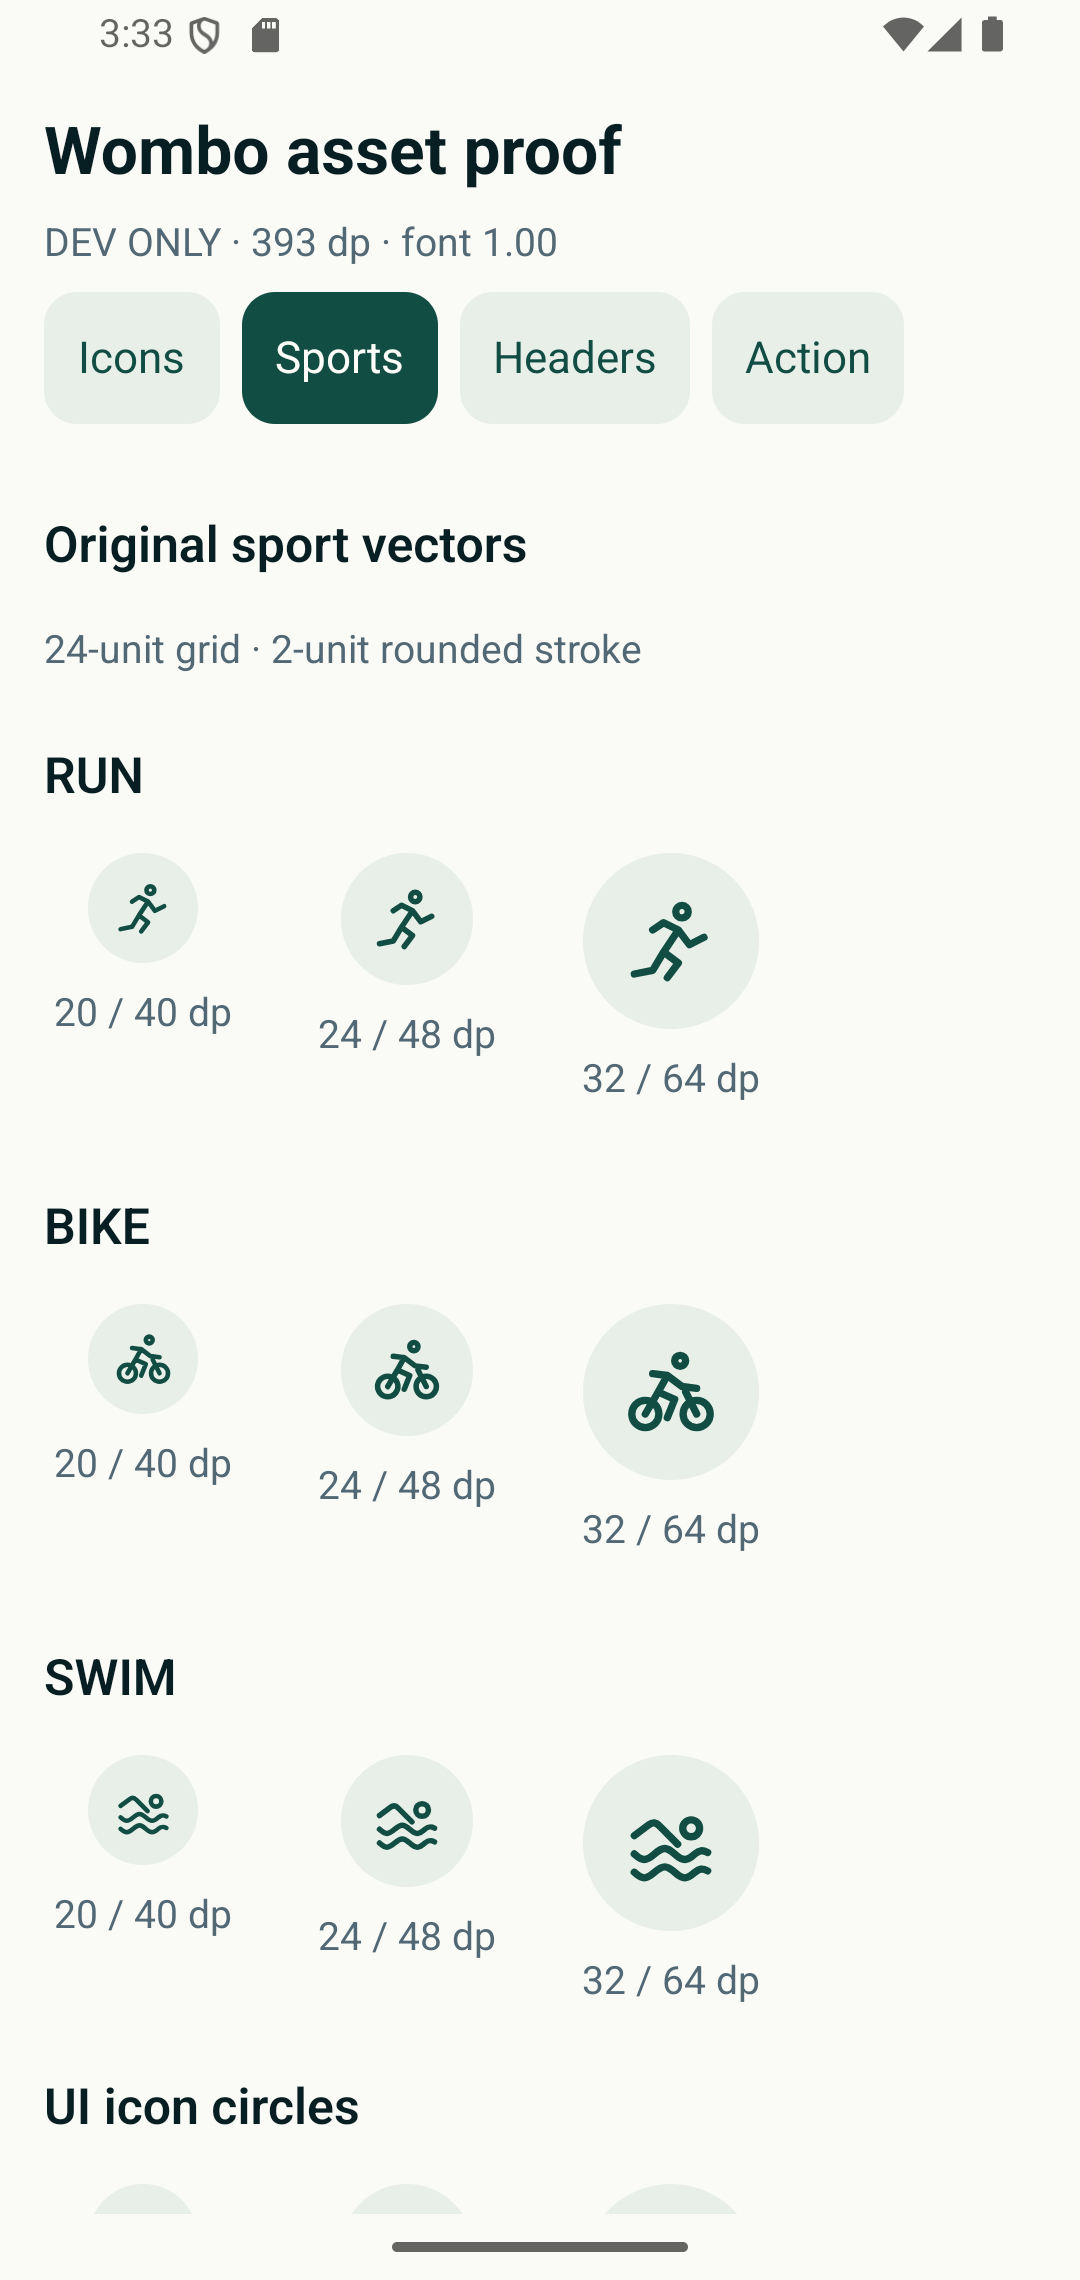 3:33
Wombo asset proof
DEV ONLY · 393 dp · font 1.00
Icons Sports Headers Action
Original sport vectors
24-unit grid · 2-unit rounded stroke
RUN
20 / 40 dp 24 / 48 dp 32 / 64 dp
BIKE
20 / 40 dp 24 / 48 dp 32 / 64 dp
SWIM
20 / 40 dp 24 / 48 dp 32 / 64 dp
UI icon circles